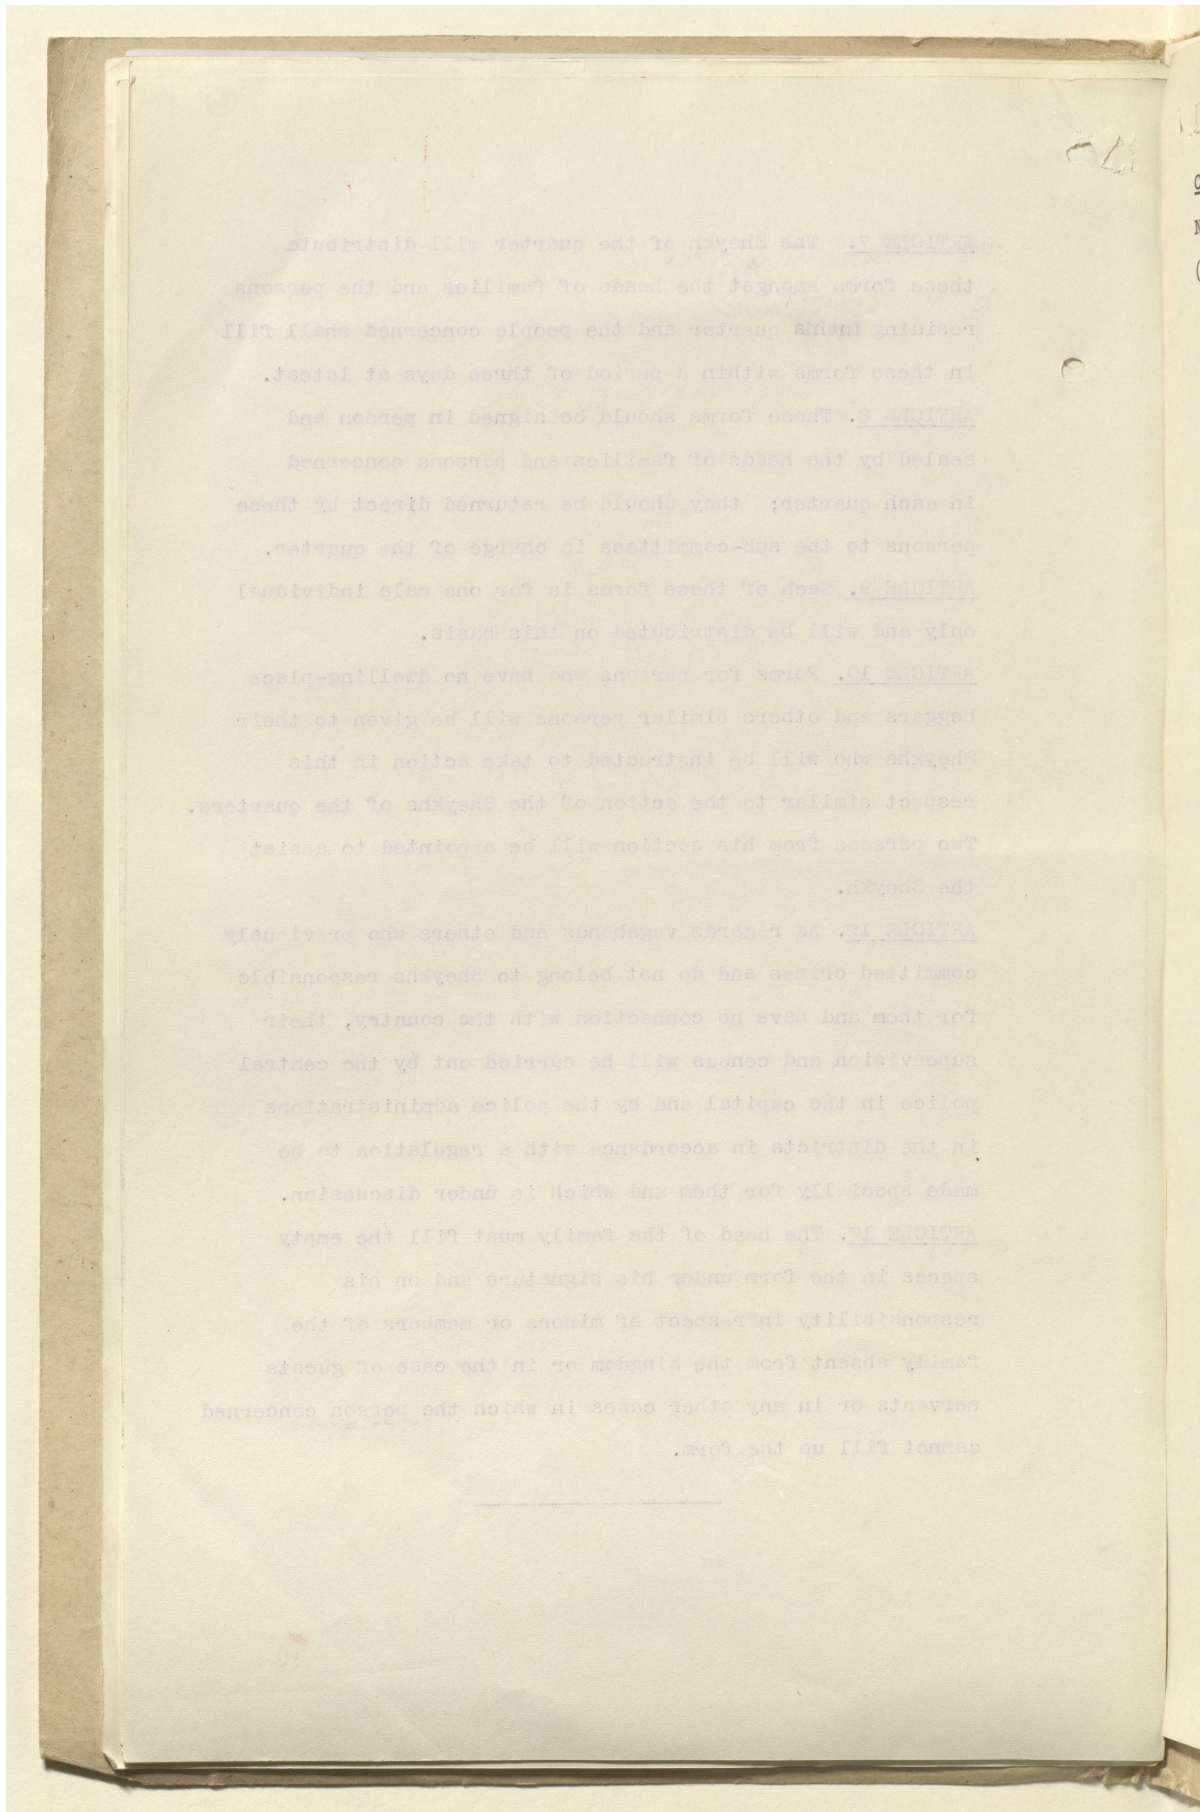 ARTICLE 7. The Sheykh of the quarter will distribute
these forms amongst the heads of families and the persons
residing inthis quarter and the people concerned shall fill
in these forms within a period of three days at latest.
ARTICLE 8. These forms should be signed in person and
sealed by the heads of families and persons concerned
in each quarter; they should be returned direct by these
persons to the sub-committees in charge of the quarter.
ARTICLE 9. Each of these forms is for one male individual
only and will be distributed on this basis.
ARTICLE 10. Forms for persons who have no dwelling-place
beggars and others similar persons will be given to their
Sheykhs who will be instructed to take action in this
respect similar to the action of the Sheykhs of the quarters.
Two persons from his section will be appointed to assist
the Sheykh.
ARTICLE As regards vagabonds and others who previously
committed crimes and do not belong to Sheykhs responsible
for them and have no connection with the country, their
supervision and census will be carried out by the central
police in the capital and by the police administrations
in the districts in accordance with a regulation to be
made specially for them and which is under discussion.
ARTICLE The head of the family must fill the empty
spaces in the form under his signature and on his
responsibility in respect of minors or members of the
family absent from the Kingdom or in the case of guests
servants or in any other cases in which the person concerned
cannot fill up the form.